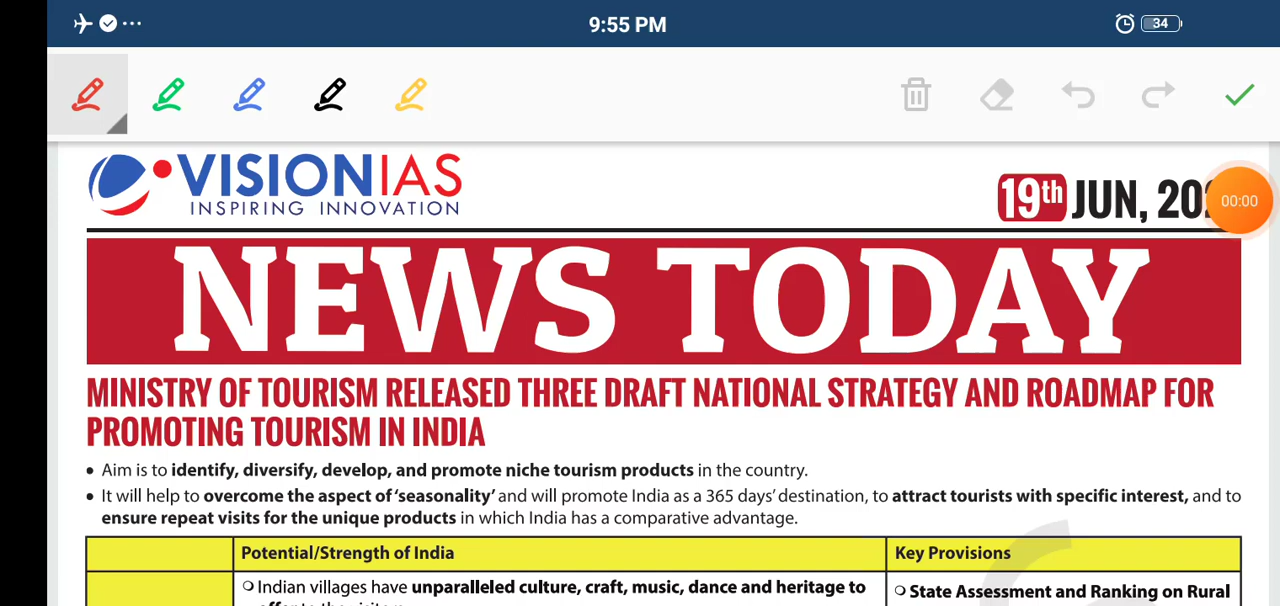 9:55 PM
34
VISIONIAS
INSPIRING INNOVATION
19th JUN,
00:00
NEWS TODAY
MINISTRY OF TOURISM RELEASED THREE DRAFT NATIONAL STRATEGY AND ROADMAP FOR
PROMOTING TOURISM IN INDIA
• Aim is to identify, diversify, develop, and promote niche tourism products in the country.
• It will help to overcome the aspect of 'seasonality' and will promote India as a 365 days' destination, to attract tourists with specific interest, and to
ensure repeat visits for the unique products in which India has a comparative advantage.
Potential/Strength of India
Key Provisions
Indian villages have unparalleled culture, craft, music, dance and heritage to
State Assessment and Ranking on Rural